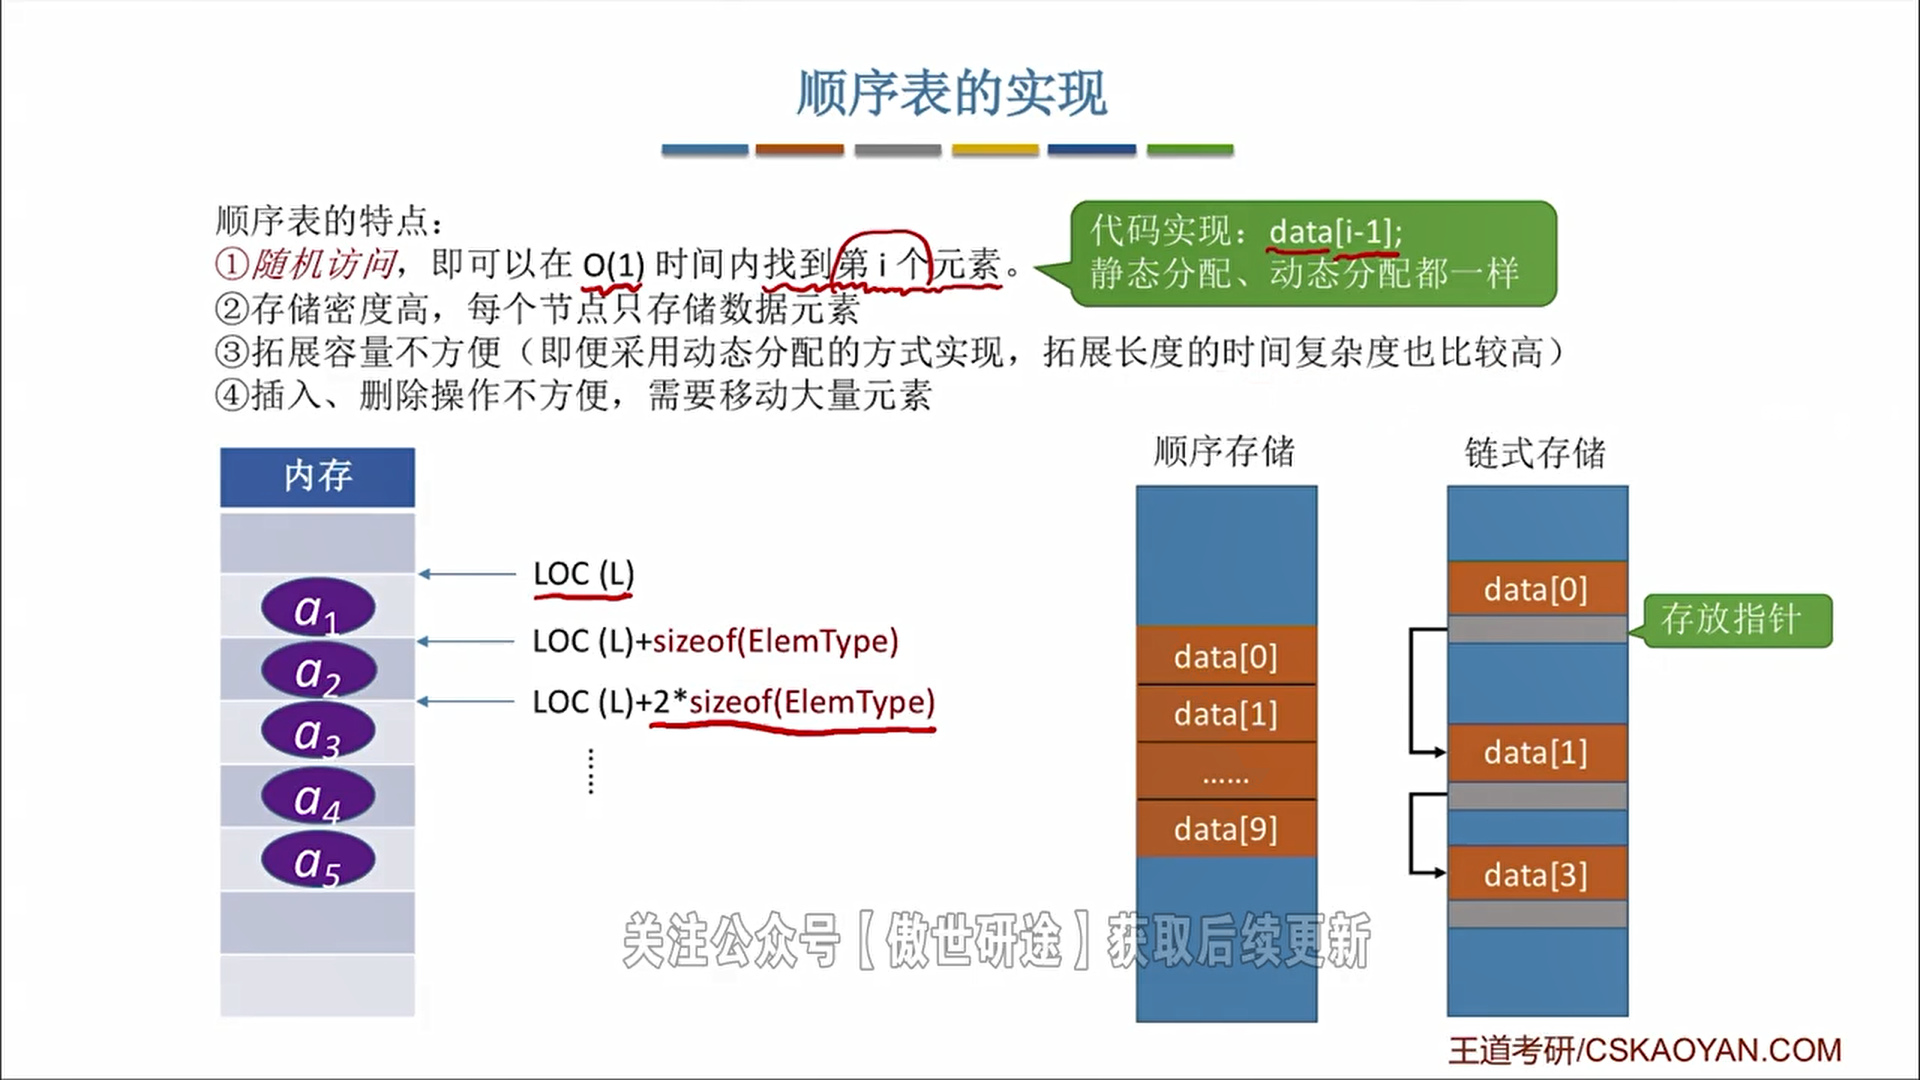 顺序表的实现
顺序表的特点：
①随机访问，即可以在 O(1) 时间内找到第 i 个元素。
代码实现：data[i-1];
静态分配、动态分配都一样
②存储密度高，每个节点只存储数据元素
③拓展容量不方便（即便采用动态分配的方式实现，拓展长度的时间复杂度也比较高）
④插入、删除操作不方便，需要移动大量元素
内存
a1
a2
a3
a4
a5
LOC (L)
LOC (L)+sizeof(ElemType)
LOC (L)+2*sizeof(ElemType)
顺序存储
data[0]
data[1]
……
data[9]
链式存储
data[0]
存放指针
data[1]
data[3]
关注公众号【傲世研途】获取后续更新
王道考研/CSKAOYAN.COM